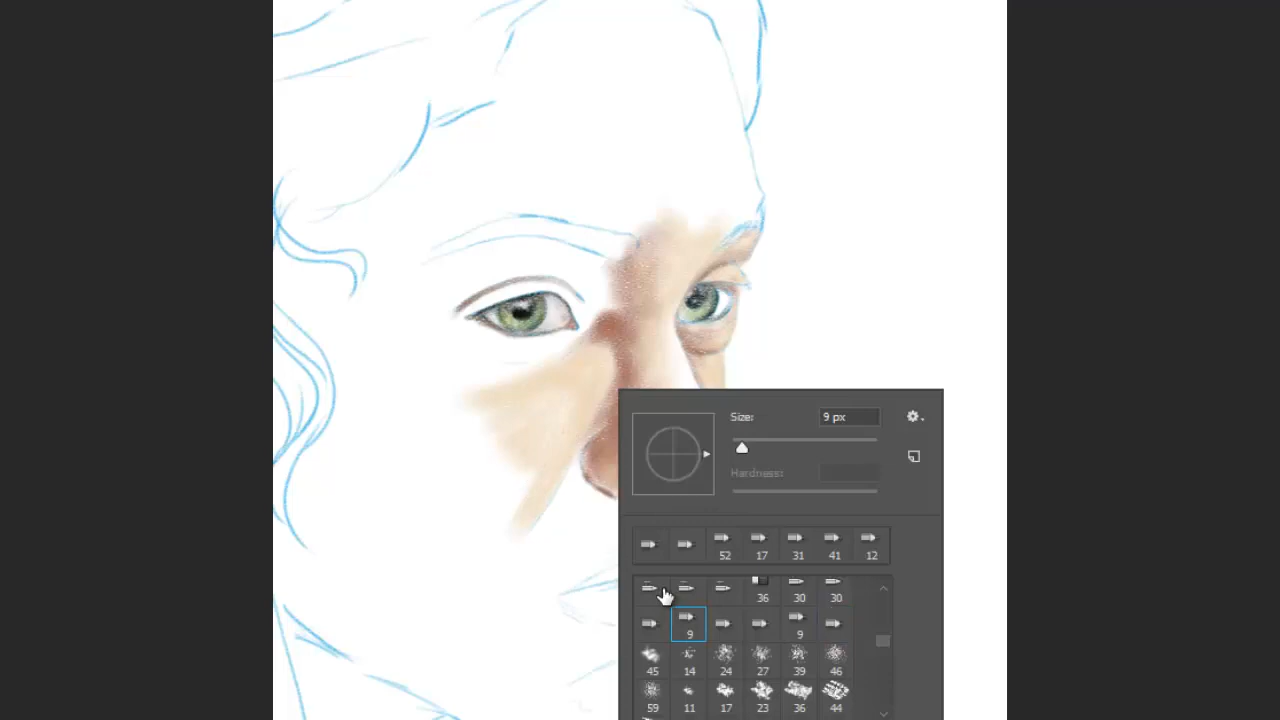 Size: 9 px
Hardness:
52 17 31 41 12
36 30 30
9 9
45 14 24 27 39 46
59 11 17 23 36 44